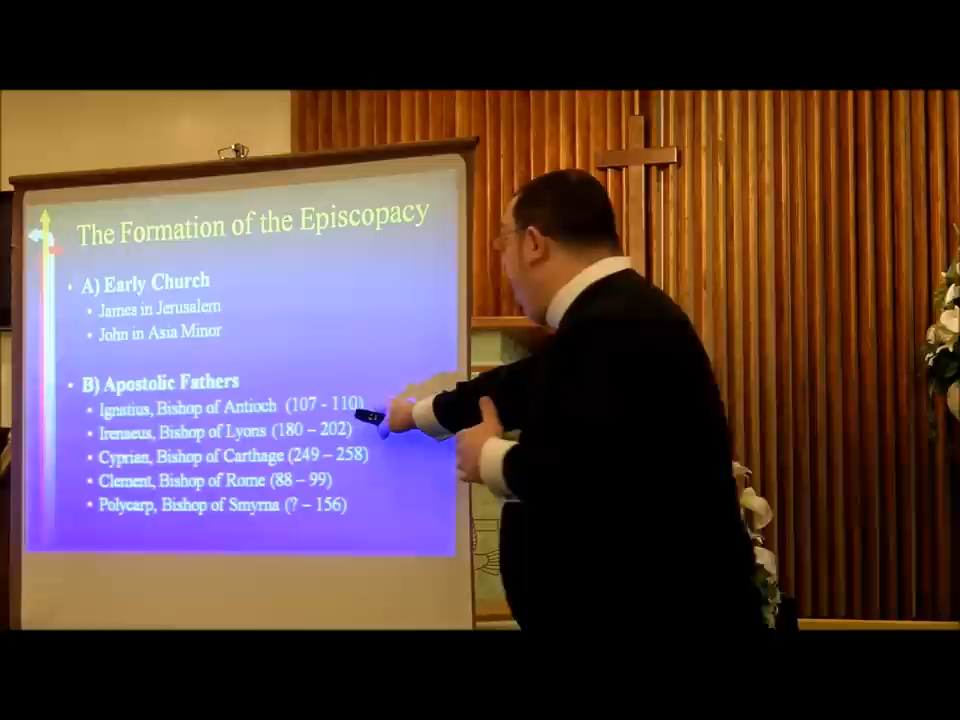 The Formation of the Episcopacy
• A) Early Church
• James in Jerusalem
• John in Asia Minor
• B) Apostolic Fathers
• Ignatius, Bishop of Antioch (107 - 110)
• Irenaeus, Bishop of Lyons (180 – 202)
• Cyprian, Bishop of Carthage (249 – 258)
• Clement, Bishop of Rome (88 – 99)
• Polycarp, Bishop of Smyrna (? – 156)